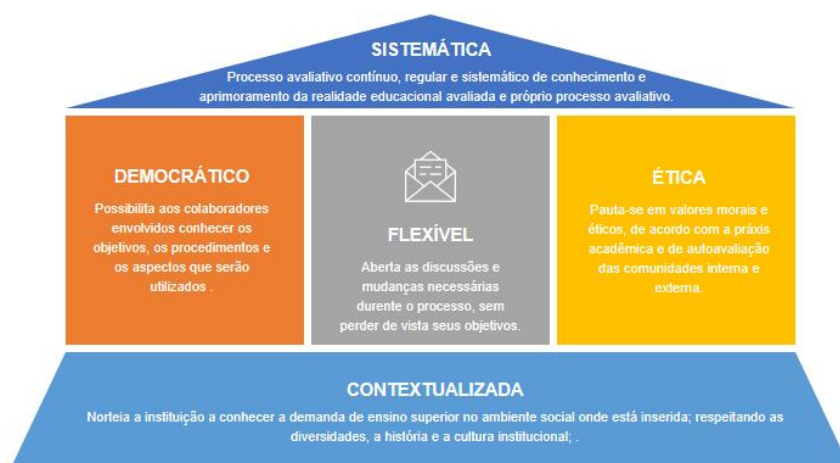 SISTEMÁTICA
Processo avaliativo contínuo, regular e sistemático de conhecimento e
aprimoramento da realidade educacional avaliada e próprio processo avaliativo.
DEMOCRÁTICO
Possibilita aos colaboradores
envolvidos conhecer os
objetivos, os procedimentos e
os aspectos que serão
utilizados .
FLEXÍVEL
Aberta as discussões e
mudanças necessárias
durente o processo, sem
perder de vista seus objetivos.
ÉTICA
Pauta-se em valores morais e
éticos, de acordo com a práxis
acadêmica e de autoavaliação
das comunidades interna e
externa.
CONTEXTUALIZADA
Norteia a instituição a conhecer a demanda de ensino superior no ambiente social onde está inserida; respeitando as
diversidades, a história e a cultura institucional; .